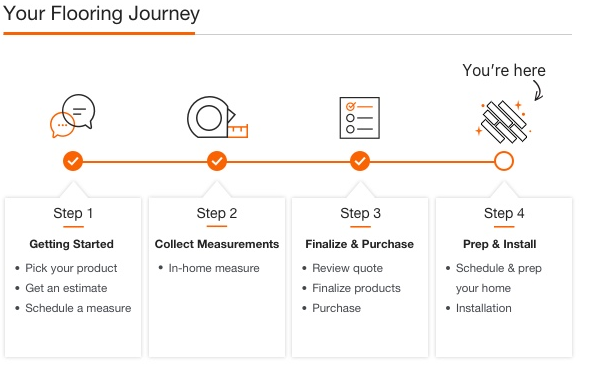 Your Flooring Journey
You're here
Step 1
Getting Started
• Pick your product
• Get an estimate
• Schedule a measure
Step 2
Collect Measurements
• In-home measure
Step 3
Finalize & Purchase
• Review quote
• Finalize products
• Purchase
Step 4
Prep & Install
• Schedule & prep
your home
• Installation